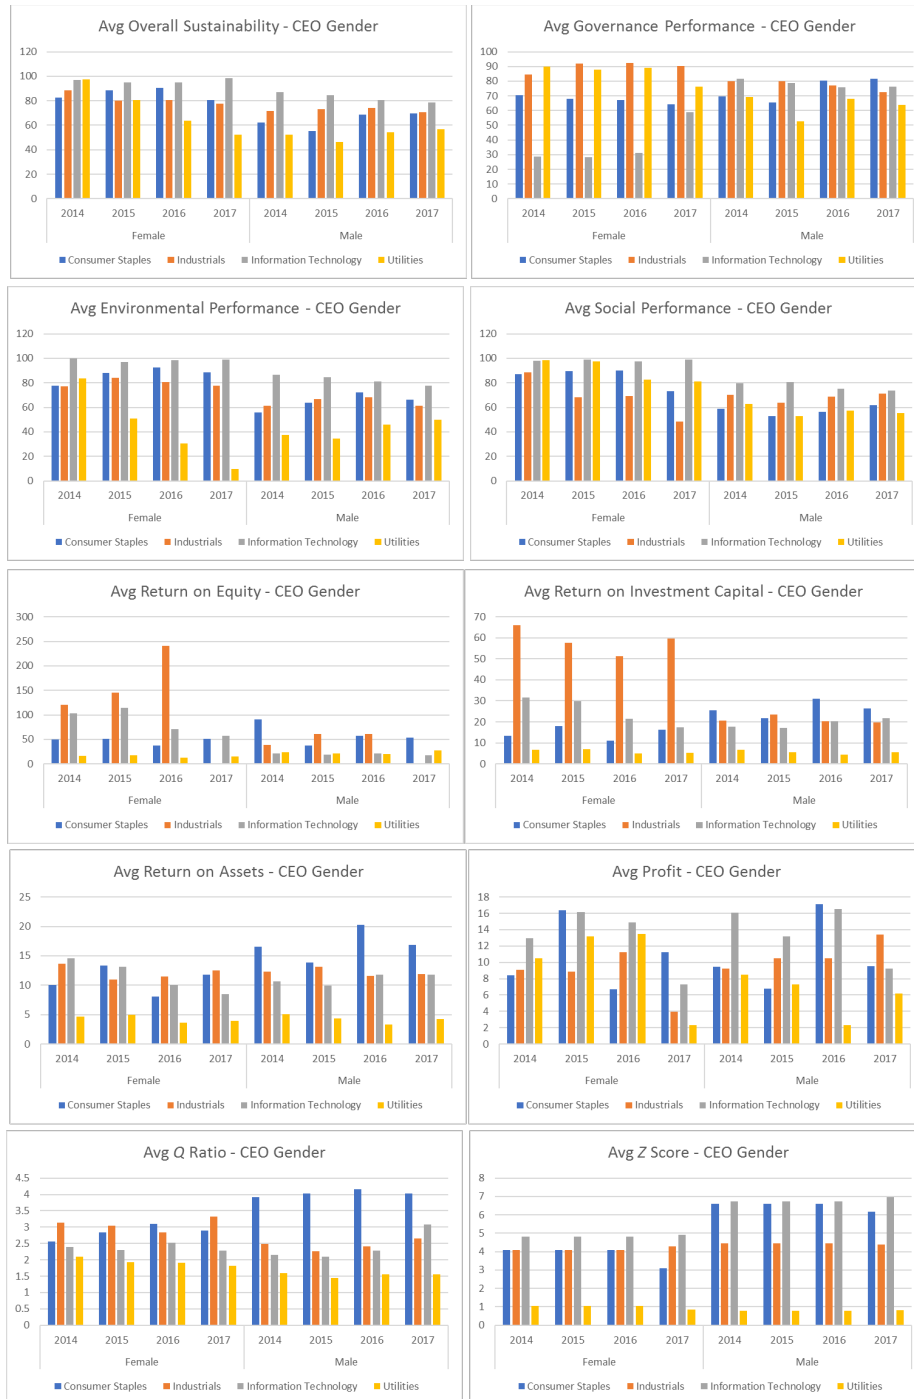 Avg Overall Sustainability - CEO Gender
120
100
80
60
40
20
0
2014 2015 2016 2017 2014 2015 2016 2017
Female Male
Consumer Staples Industrials Information Technology Utilities
Avg Governance Performance - CEO Gender
100
90
80
70
60
50
40
30
20
10
0
2014 2015 2016 2017 2014 2015 2016 2017
Female Male
Consumer Staples Industrials Information Technology Utilities
Avg Environmental Performance - CEO Gender
120
100
80
60
40
20
0
2014 2015 2016 2017 2014 2015 2016 2017
Female Male
Consumer Staples Industrials Information Technology Utilities
Avg Social Performance - CEO Gender
120
100
80
60
40
20
0
2014 2015 2016 2017 2014 2015 2016 2017
Female Male
Consumer Staples Industrials Information Technology Utilities
Avg Return on Equity - CEO Gender
300
250
200
150
100
50
0
2014 2015 2016 2017 2014 2015 2016 2017
Female Male
Consumer Staples Industrials Information Technology Utilities
Avg Return on Investment Capital - CEO Gender
70
60
50
40
30
20
10
0
2014 2015 2016 2017 2014 2015 2016 2017
Female Male
Consumer Staples Industrials Information Technology Utilities
Avg Return on Assets - CEO Gender
25
20
15
10
5
0
2014 2015 2016 2017 2014 2015 2016 2017
Female Male
Consumer Staples Industrials Information Technology Utilities
Avg Profit - CEO Gender
18
16
14
12
10
8
6
4
2
0
2014 2015 2016 2017 2014 2015 2016 2017
Female Male
Consumer Staples Industrials Information Technology Utilities
Avg Q Ratio - CEO Gender
4.5
4
3.5
3
2.5
2
1.5
1
0.5
0
2014 2015 2016 2017 2014 2015 2016 2017
Female Male
Consumer Staples Industrials Information Technology Utilities
Avg Z Score - CEO Gender
8
7
6
5
4
3
2
1
0
2014 2015 2016 2017 2014 2015 2016 2017
Female Male
Consumer Staples Industrials Information Technology Utilities